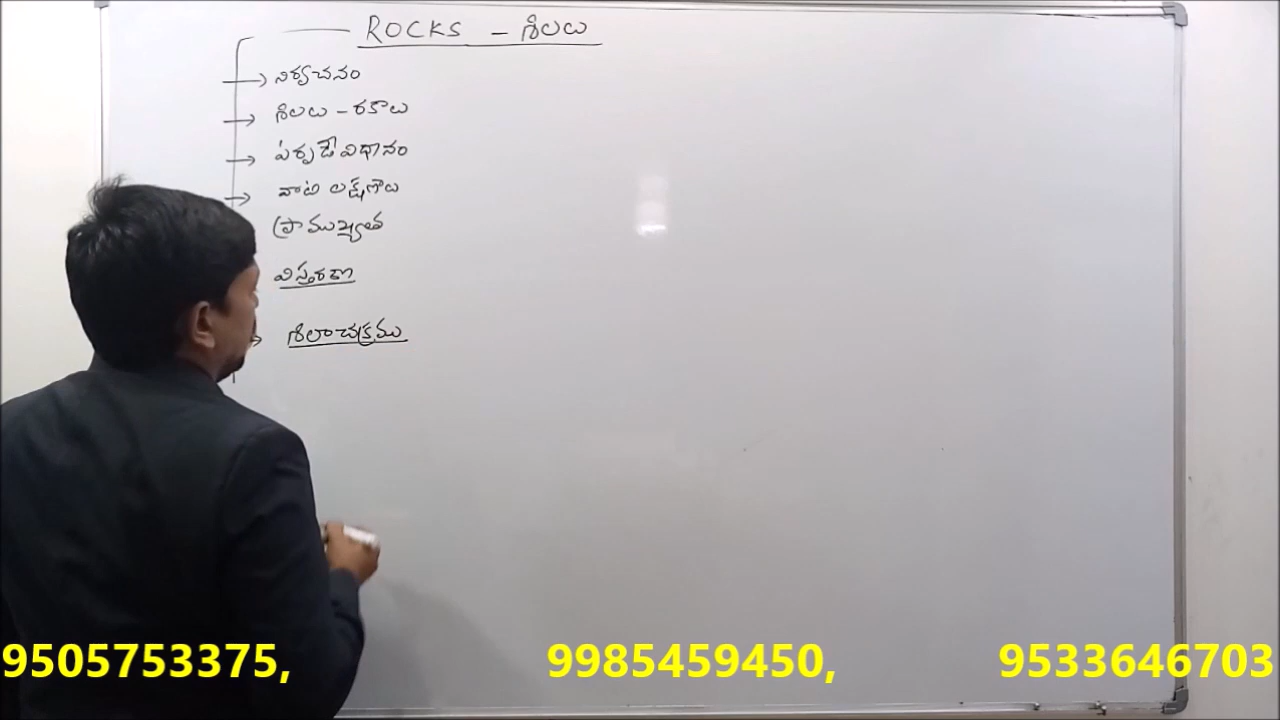 ROCKS - శిలలు
నిర్వచనం
శిలలు - రకాలు
ఏర్పడే విధానం
వాటి లక్షణాలు
ప్రాముఖ్యత
విస్తరణ
శిలాచక్రము
9505753375, 9985459450, 9533646703